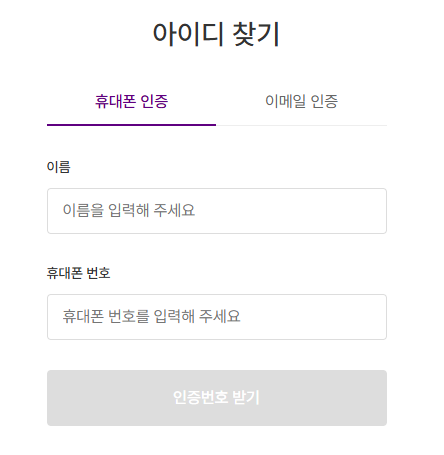 아이디 찾기
휴대폰 인증 이메일 인증
이름
이름을 입력해 주세요
휴대폰 번호
휴대폰 번호를 입력해 주세요
인증번호 받기